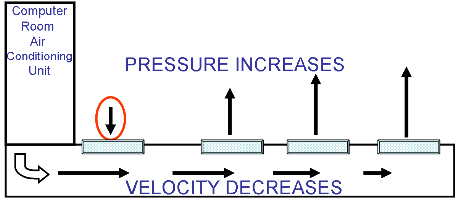 Computer
Room
Air
Conditioning
Unit
PRESSURE INCREASES
VELOCITY DECREASES